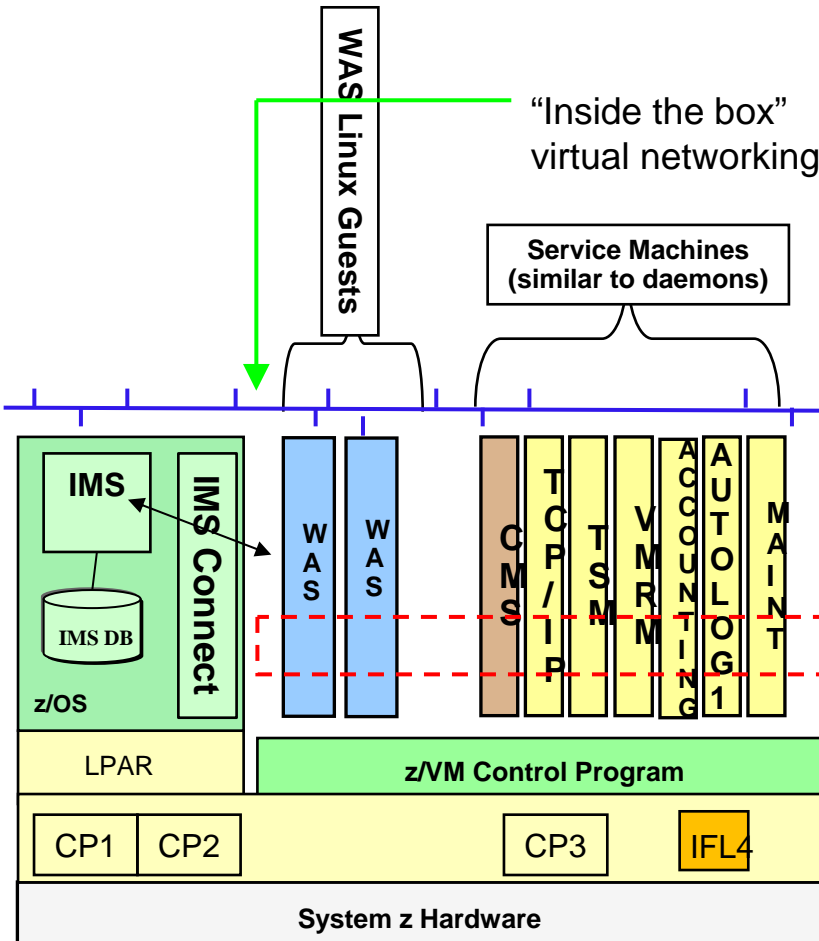 WAS Linux Guests
“Inside the box”
virtual networking
Service Machines
(similar to daemons)
IMS
IMS Connect
IMS DB
z/OS
WAS
WAS
CMS
TCP/IP
TSM
VMRM
ACCOUNTING
AUTOLOG1
MAINT
LPAR
z/VM Control Program
CP1
CP2
CP3
IFL4
System z Hardware